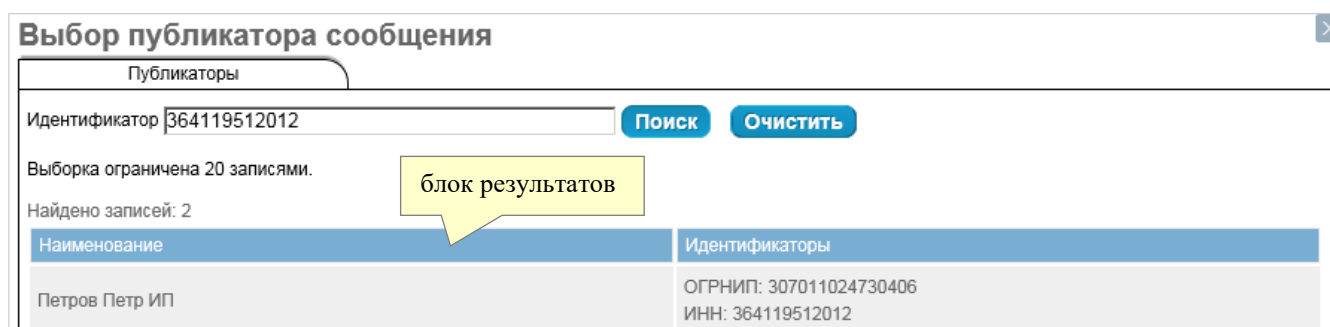 Выбор публикатора сообщения
Публикаторы
Идентификатор 364119512012 Поиск Очистить
Выборка ограничена 20 записями.
блок результатов
Найдено записей: 2
Наименование Идентификаторы
Петров Петр ИП
ОГРНИП: 307011024730406
ИНН: 364119512012